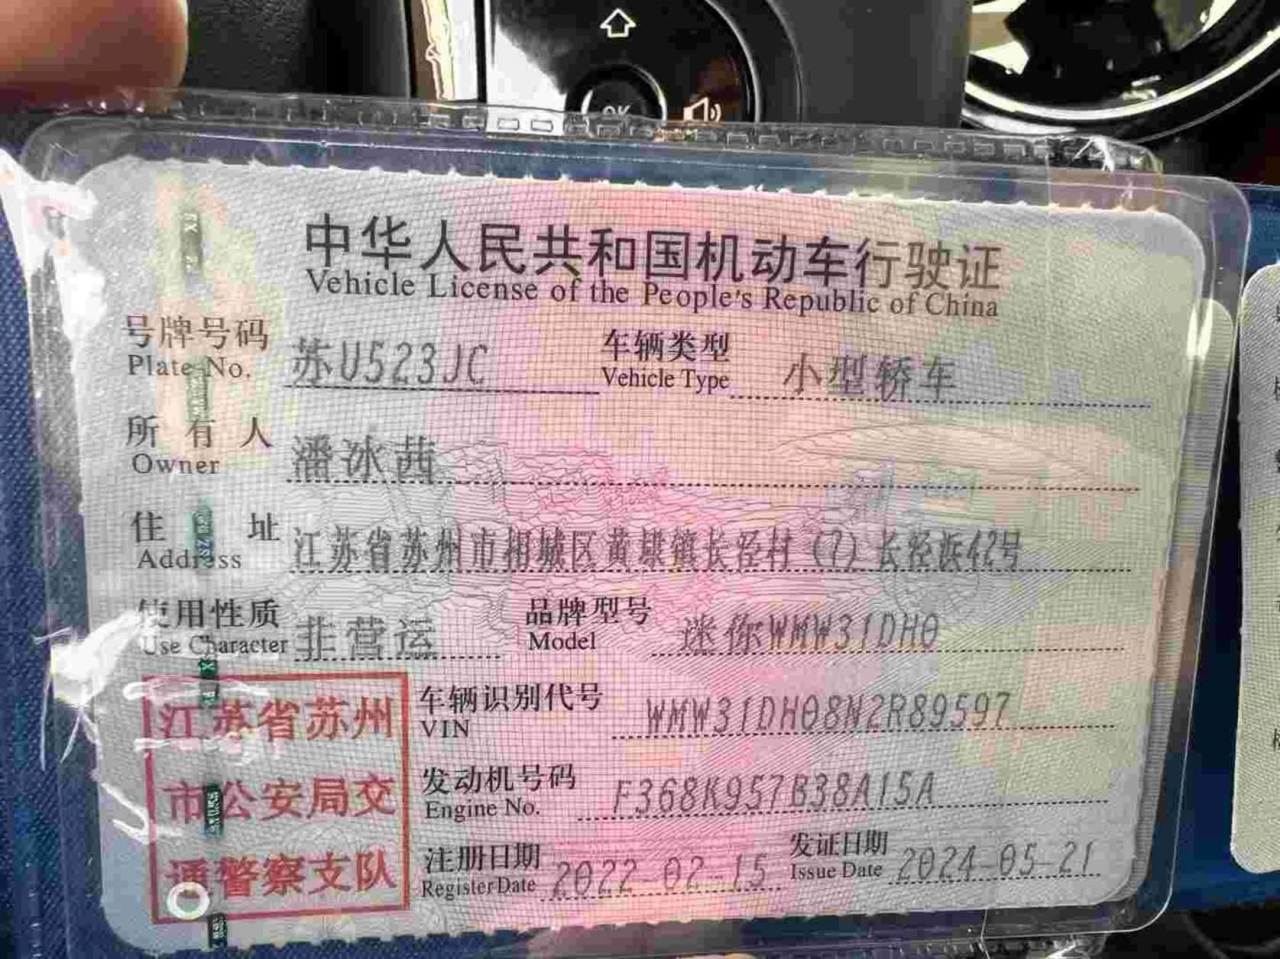 OK
中华人民共和国机动车行驶证
Vehicle License of the People's Republic of China
号牌号码 苏U523JC 车辆类型 小型轿车
Plate No. Vehicle Type
所有人 潘冰茜
Owner
住址 江苏省苏州市相城区黄埭镇长泾村(7)长泾浜42号
Address
使用性质 非营运 品牌型号 迷你WMW31DH0
Use Character Model
江苏省苏州
市公安局交
通警察支队
车辆识别代号 WMW31DH08N2R89597
VIN
发动机号码 F368K957B38A15A
Engine No.
注册日期 2022-02-15 发证日期 2024-05-21
Register Date Issue Date